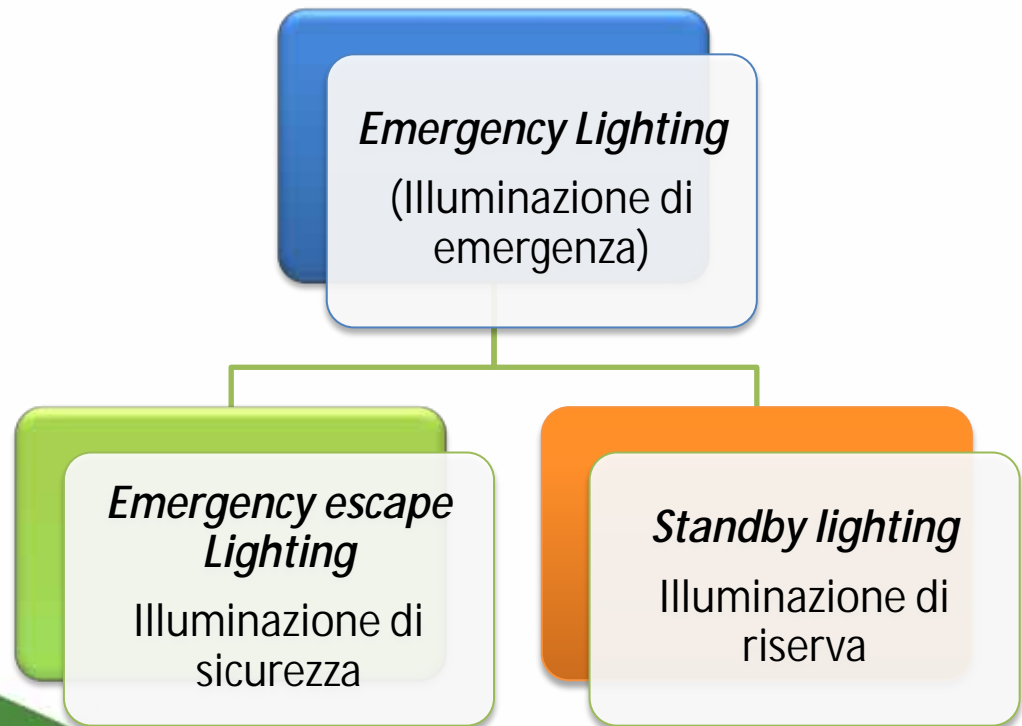 Emergency Lighting
(Illuminazione di
emergenza)
Emergency escape
Lighting
Illuminazione di
sicurezza
Standby lighting
Illuminazione di
riserva